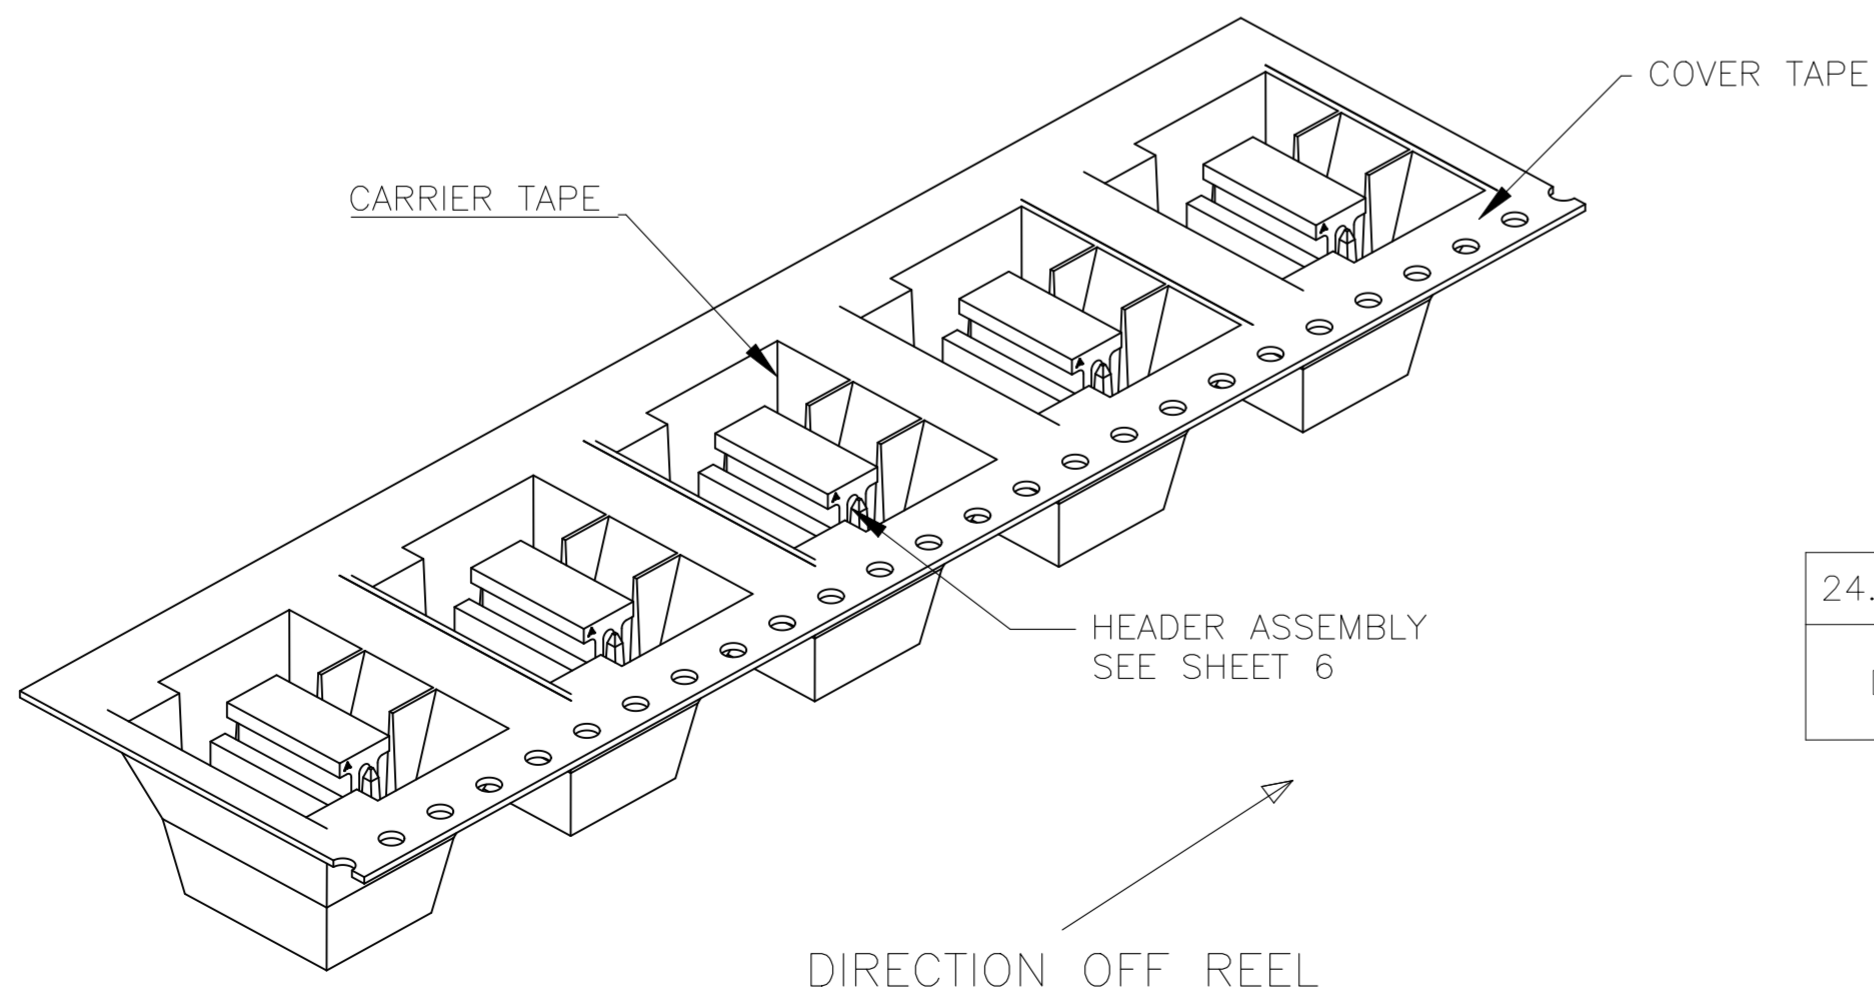 COVER TAPE
CARRIER TAPE
HEADER ASSEMBLY
SEE SHEET 6
24.
DIRECTION OFF REEL